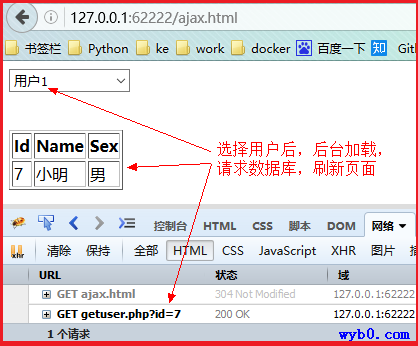 127.0.0.1:62222/ajax.html
书签栏 Python ke work docker 百度一下 知 Gitl
用户1
Id Name Sex
7 小明 男
选择用户后，后台加载，
请求数据库，刷新页面
控制台 HTML CSS 脚本 DOM 网络
xhr 清除 保持 全部 HTML CSS JavaScript XHR 图片
URL 状态 域
GET ajax.html 304 Not Modified 127.0.0.1:62222
GET getuser.php?id=7 200 OK 127.0.0.1:62222
1 个请求
wyb0.com